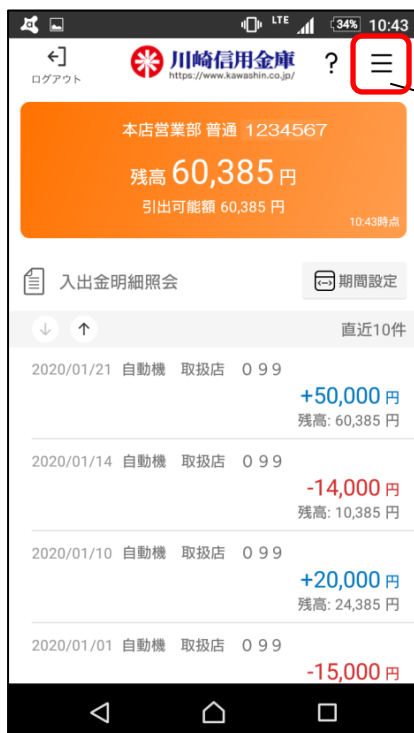 LTE 34% 10:43
ログアウト
川崎信用金庫
https://www.kawashin.co.jp/
?
本店営業部 普通 1234567
残高 60,385 円
引出可能額 60,385 円
10:43時点
入出金明細照会
期間設定
直近10件
2020/01/21 自動機 取扱店 099
+50,000 円
残高: 60,385 円
2020/01/14 自動機 取扱店 099
-14,000 円
残高: 10,385 円
2020/01/10 自動機 取扱店 099
+20,000 円
残高: 24,385 円
2020/01/01 自動機 取扱店 099
-15,000 円